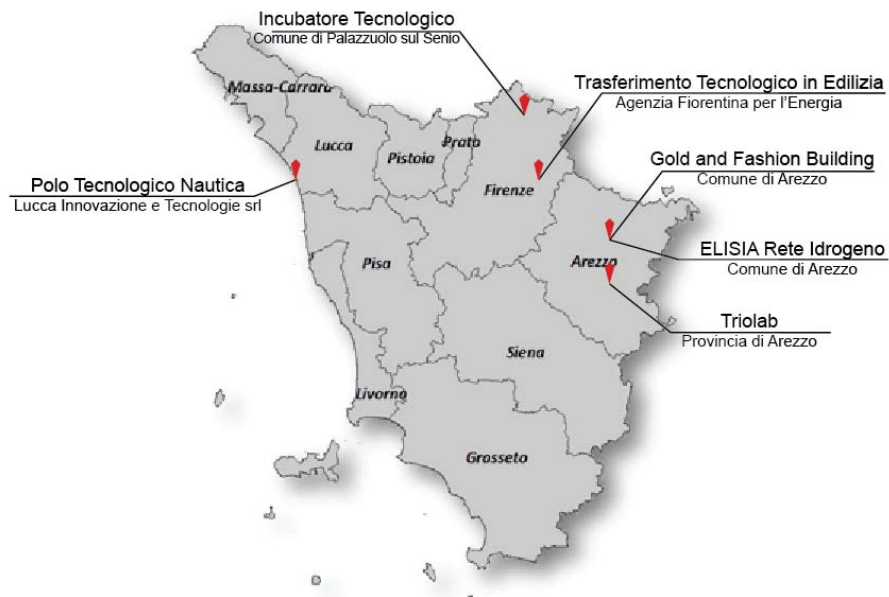 Incubatore Tecnologico
Comune di Palazzuolo sul Senio
Trasferimento Tecnologico in Edilizia
Agenzia Fiorentina per l'Energia
Massa-Carrara
Lucca
Pistoia
Prato
Gold and Fashion Building
Comune di Arezzo
Polo Tecnologico Nautica
Lucca Innovazione e Tecnologie srl
Firenze
ELISIA Rete Idrogeno
Comune di Arezzo
Pisa
Arezzo
Triolab
Provincia di Arezzo
Siena
Livorno
Grosseto